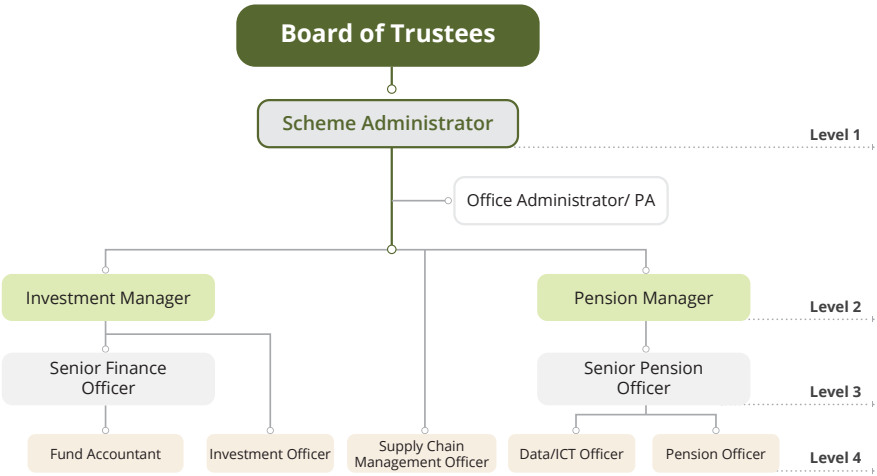 Board of Trustees
Scheme Administrator
Level 1
Office Administrator/ PA
Investment Manager
Pension Manager
Level 2
Senior Finance
Officer
Senior Pension
Officer
Level 3
Fund Accountant
Investment Officer
Supply Chain
Management Officer
Data/ICT Officer
Pension Officer
Level 4